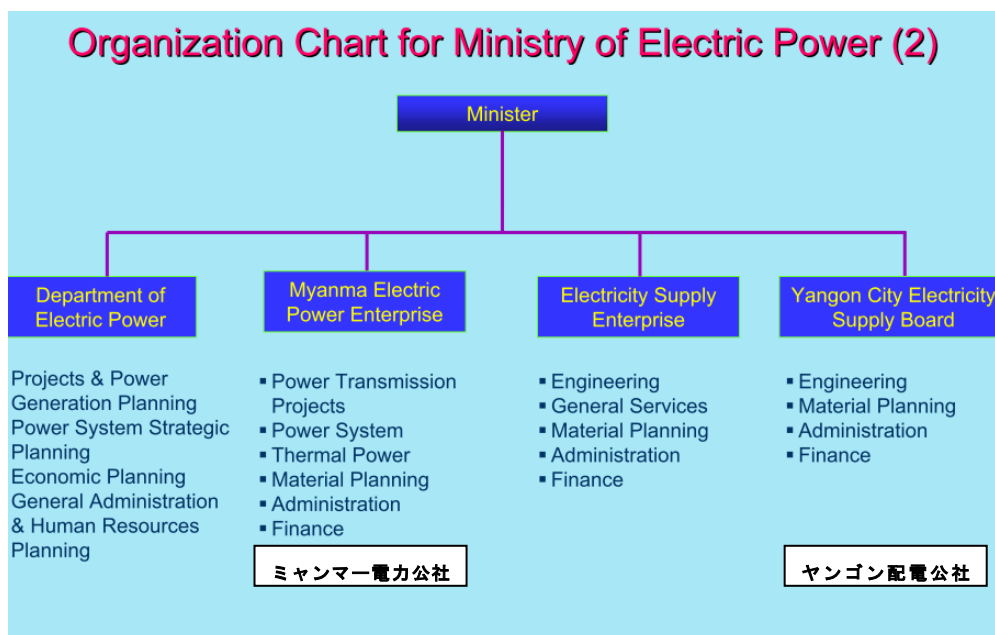 Organization Chart for Ministry of Electric Power (2)
Minister
Department of
Electric Power
Myanma Electric
Power Enterprise
Electricity Supply
Enterprise
Yangon City Electricity
Supply Board
Projects & Power
Generation Planning
Power System Strategic
Planning
Economic Planning
General Administration
& Human Resources
Planning
▪ Power Transmission
Projects
▪ Power System
▪ Thermal Power
▪ Material Planning
▪ Administration
▪ Finance
ミャンマー電力公社
▪ Engineering
▪ General Services
▪ Material Planning
▪ Administration
▪ Finance
▪ Engineering
▪ Material Planning
▪ Administration
▪ Finance
ヤンゴン配電公社